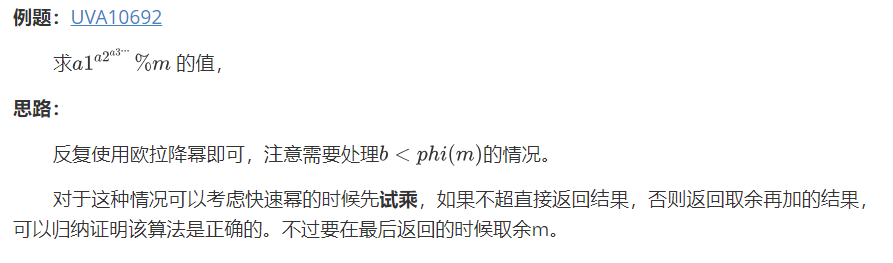 例题：UVA10692
求a1^{a2^{a3^{…}}} %m 的值，
思路：
反复使用欧拉降幂即可，注意需要处理b < phi(m)的情况。
对于这种情况可以考虑快速幂的时候先试乘，如果不超直接返回结果，否则返回取余再加的结果，
可以归纳证明该算法是正确的。不过要在最后返回的时候取余m。